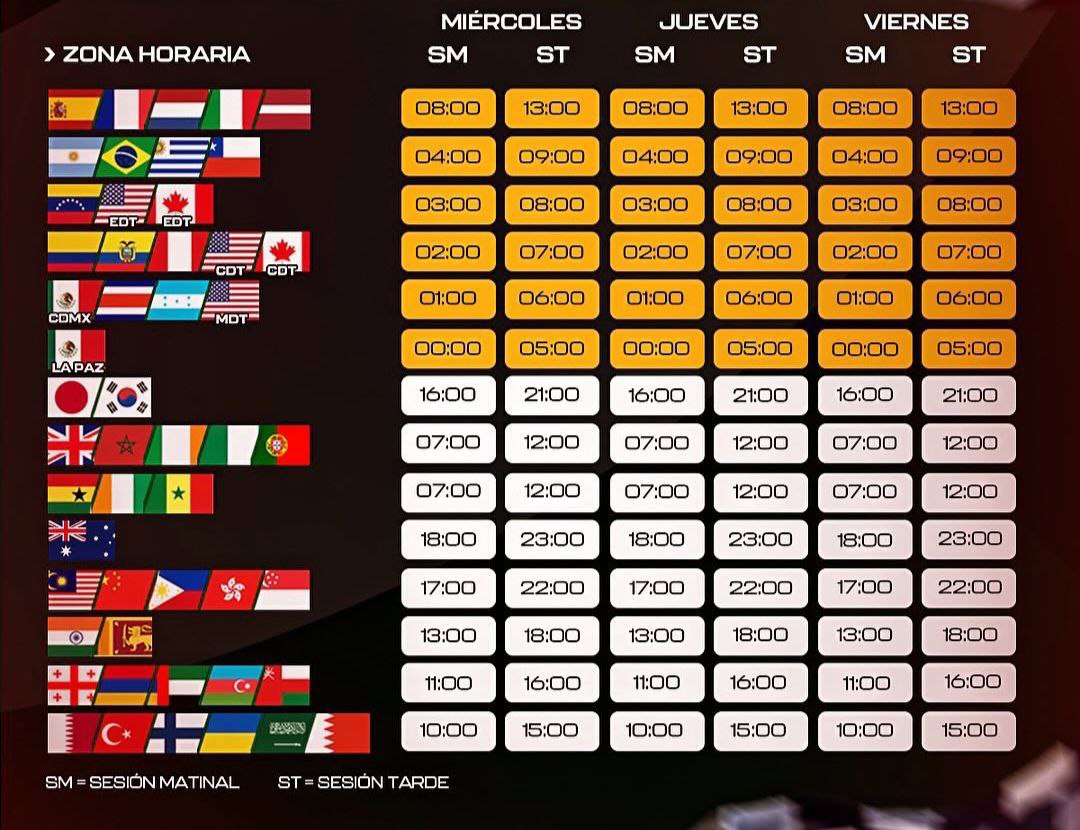 MIÉRCOLES JUEVES VIERNES
> ZONA HORARIA SM ST SM ST SM ST
08:00 13:00 08:00 13:00 08:00 13:00
04:00 09:00 04:00 09:00 04:00 09:00
03:00 08:00 03:00 08:00 03:00 08:00
EDT EDT
02:00 07:00 02:00 07:00 02:00 07:00
CDT CDT
01:00 06:00 01:00 06:00 01:00 06:00
CDMX MDT
00:00 05:00 00:00 05:00 00:00 05:00
LA PAZ
16:00 21:00 16:00 21:00 16:00 21:00
07:00 12:00 07:00 12:00 07:00 12:00
07:00 12:00 07:00 12:00 07:00 12:00
18:00 23:00 18:00 23:00 18:00 23:00
17:00 22:00 17:00 22:00 17:00 22:00
13:00 18:00 13:00 18:00 13:00 18:00
11:00 16:00 11:00 16:00 11:00 16:00
10:00 15:00 10:00 15:00 10:00 15:00
SM = SESIÓN MATINAL ST = SESIÓN TARDE